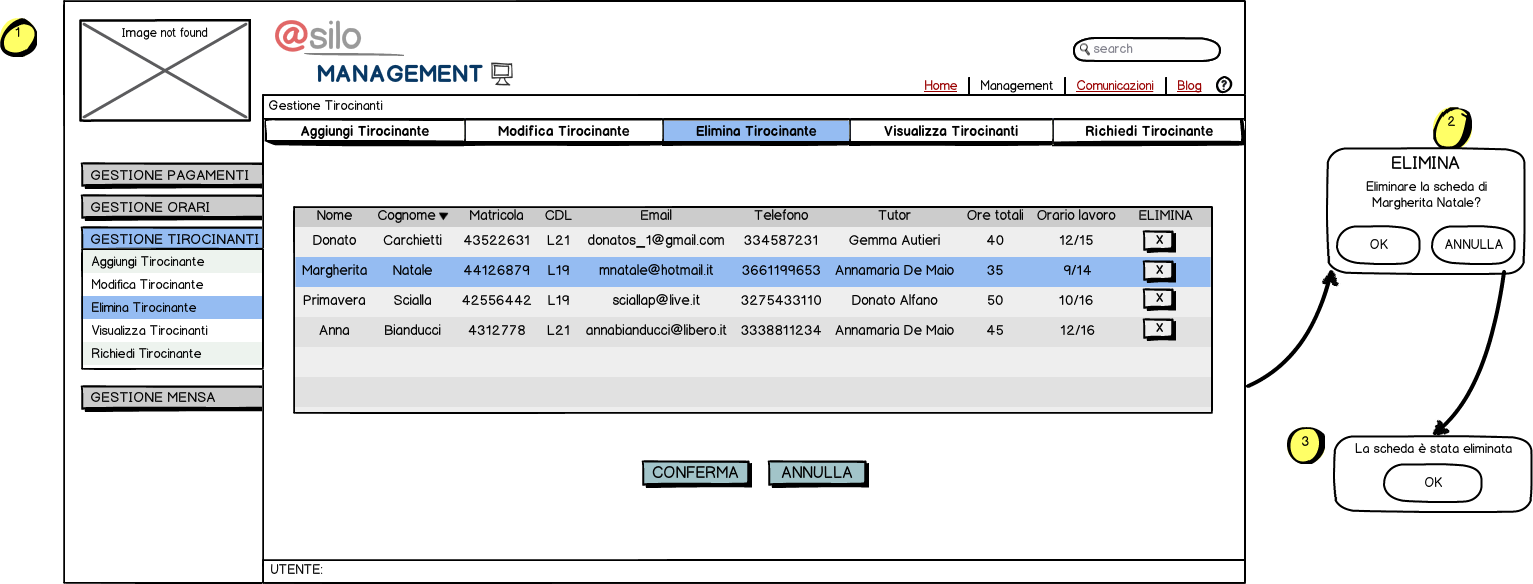 1
Image not found
@silo
MANAGEMENT
search
Home Management Comunicazioni Blog ?
Gestione Tirocinanti
Aggiungi Tirocinante Modifica Tirocinante Elimina Tirocinante Visualizza Tirocinanti Richiedi Tirocinante
GESTIONE PAGAMENTI
GESTIONE ORARI
GESTIONE TIROCINANTI
Aggiungi Tirocinante
Modifica Tirocinante
Elimina Tirocinante
Visualizza Tirocinanti
Richiedi Tirocinante
GESTIONE MENSA
Nome Cognome Matricola CDL Email Telefono Tutor Ore totali Orario lavoro ELIMINA
Donato Carchietti 43522631 L21 donatos_1@gmail.com 334587231 Gemma Autieri 40 12/15 X
Margherita Natale 44126879 L19 mnatale@hotmail.it 3661199653 Annamaria De Maio 35 9/14 X
Primavera Scialla 42556442 L19 sciallap@live.it 3275433110 Donato Alfano 50 10/16 X
Anna Bianducci 4312778 L21 annabianducci@libero.it 3338811234 Annamaria De Maio 45 12/16 X
CONFERMA ANNULLA
UTENTE:
2
ELIMINA
Eliminare la scheda di
Margherita Natale?
OK ANNULLA
3
La scheda è stata eliminata
OK